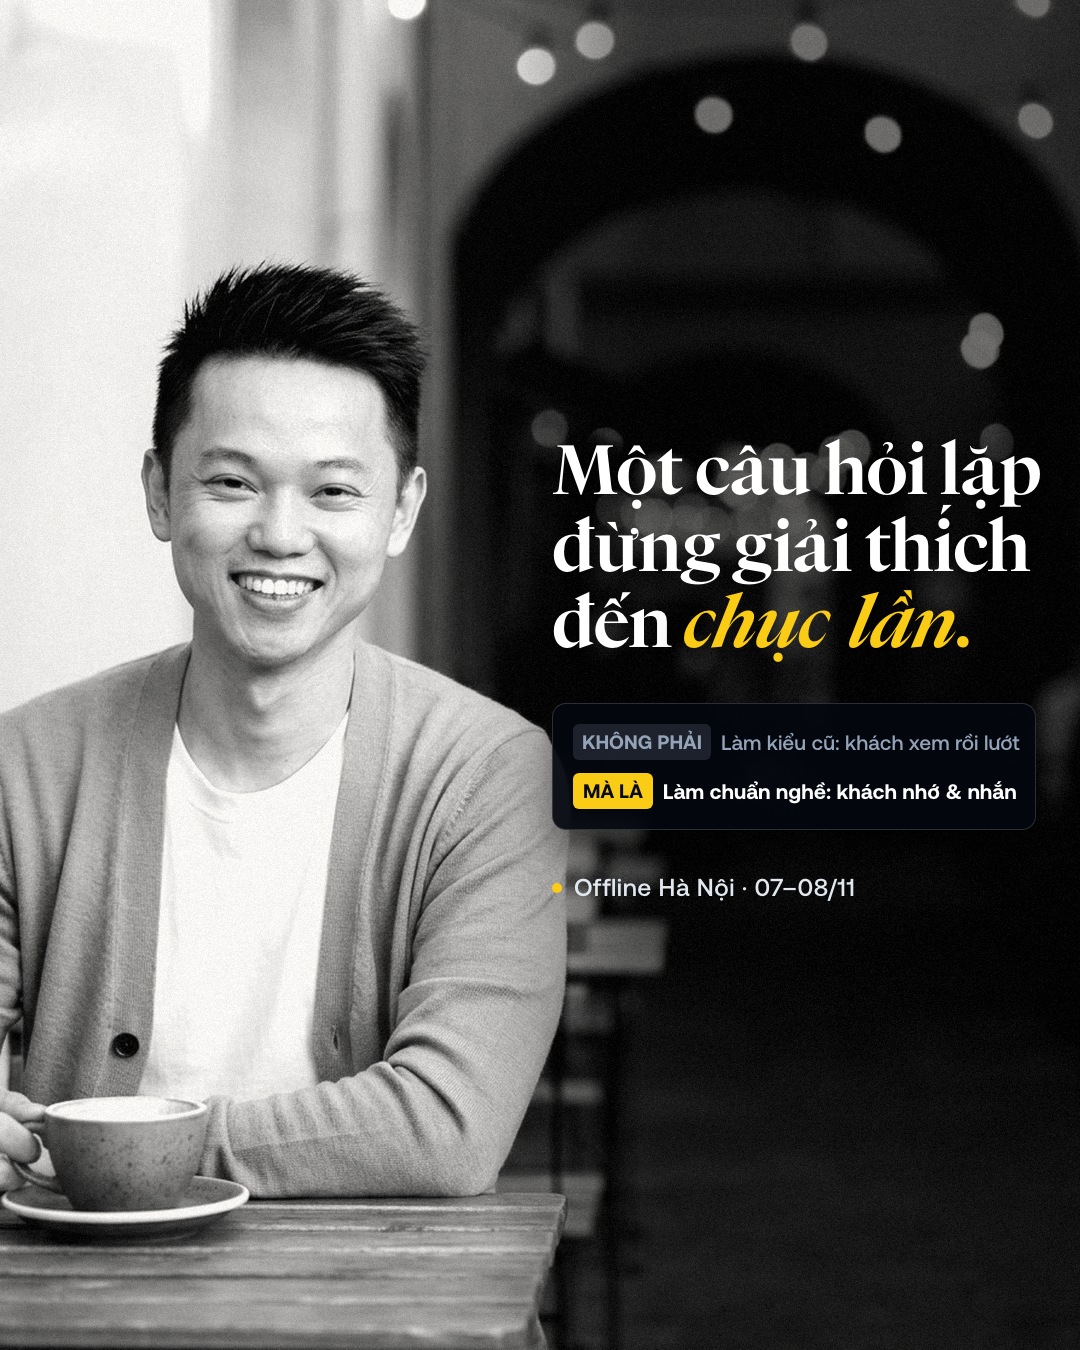 Một câu hỏi lặp
đừng giải thích
đến chục lần.
KHÔNG PHẢI Làm kiểu cũ: khách xem rồi lướt
MÀ LÀ Làm chuẩn nghề: khách nhớ & nhắn
Offline Hà Nội · 07–08/11